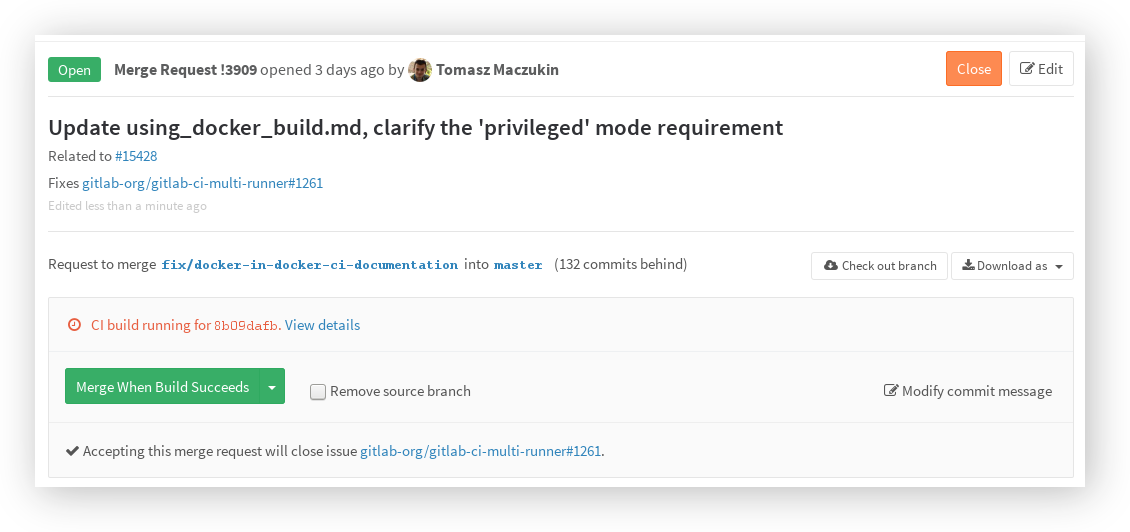 Open Merge Request !3909 opened 3 days ago by Tomasz Maczukin Close Edit
Update using_docker_build.md, clarify the 'privileged' mode requirement
Related to #15428
Fixes gitlab-org/gitlab-ci-multi-runner#1261
Edited less than a minute ago
Request to merge fix/docker-in-docker-ci-documentation into master (132 commits behind) Check out branch Download as
CI build running for 8b09dafb. View details
Merge When Build Succeeds Remove source branch Modify commit message
Accepting this merge request will close issue gitlab-org/gitlab-ci-multi-runner#1261.